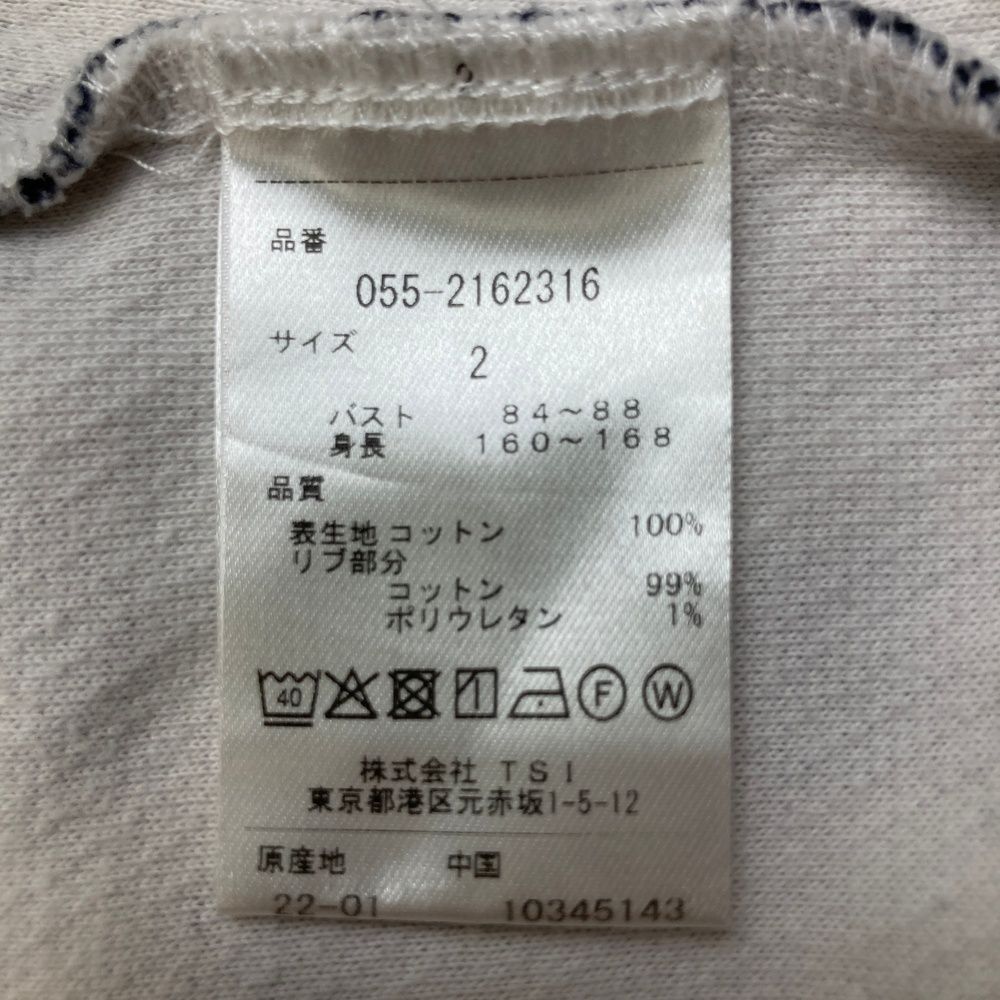 2
品番
055-2162316
サイズ 2
バスト 84～88
身長 160～168
品質
表生地 コットン 100%
リブ部分
コットン 99%
ポリウレタン 1%
40 F W
株式会社 TSI
東京都港区元赤坂1-5-12
原産地 中国
22-01 10345143